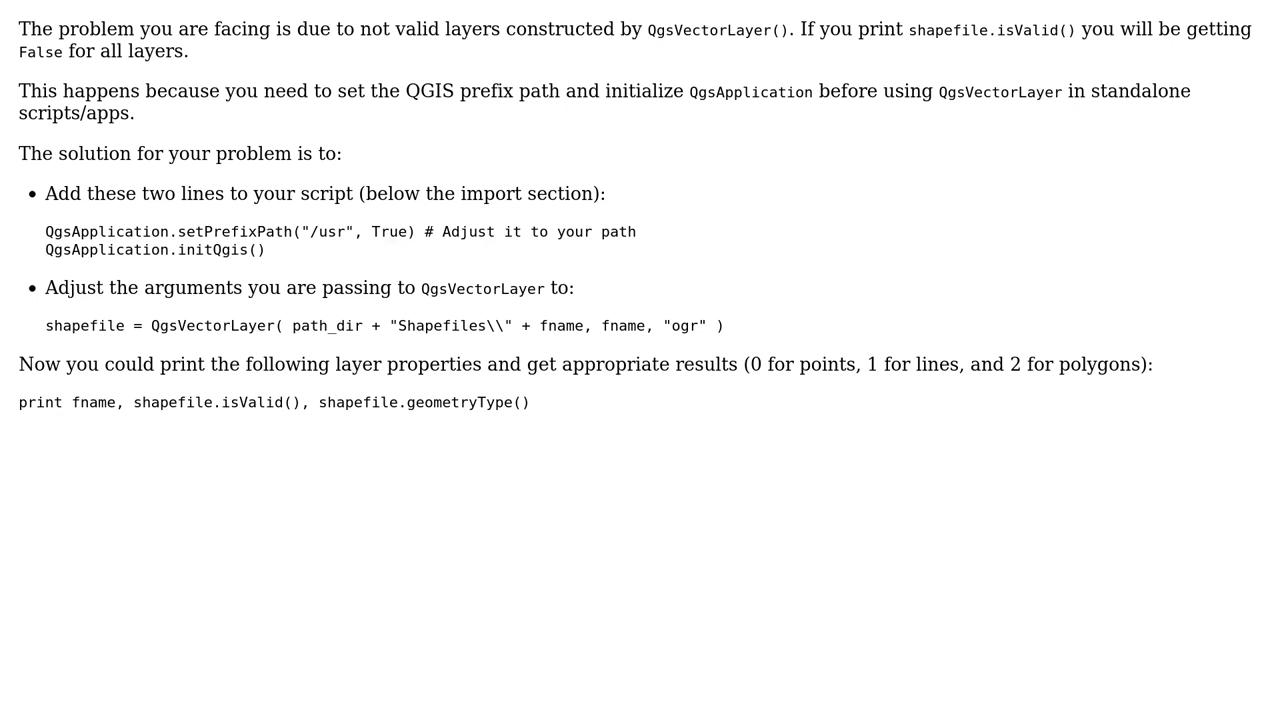 The problem you are facing is due to not valid layers constructed by QgsVectorLayer(). If you print shapefile.isValid() you will be getting
False for all layers.
This happens because you need to set the QGIS prefix path and initialize QgsApplication before using QgsVectorLayer in standalone
scripts/apps.
The solution for your problem is to:
• Add these two lines to your script (below the import section):
QgsApplication.setPrefixPath("/usr", True) # Adjust it to your path
QgsApplication.initQgis()
• Adjust the arguments you are passing to QgsVectorLayer to:
shapefile = QgsVectorLayer( path_dir + "Shapefiles\\" + fname, fname, "ogr" )
Now you could print the following layer properties and get appropriate results (0 for points, 1 for lines, and 2 for polygons):
print fname, shapefile.isValid(), shapefile.geometryType()